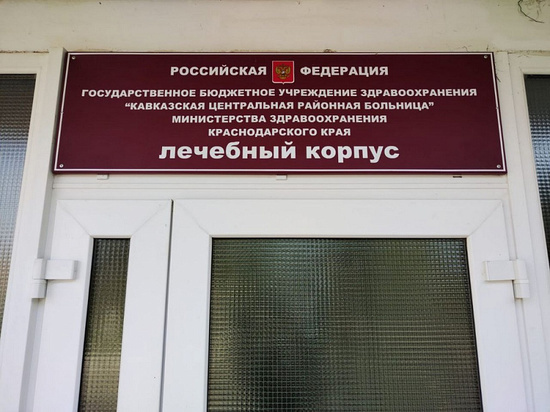 РОССИЙСКАЯ ФЕДЕРАЦИЯ
ГОСУДАРСТВЕННОЕ БЮДЖЕТНОЕ УЧРЕЖДЕНИЕ ЗДРАВООХРАНЕНИЯ
"КАВКАЗСКАЯ ЦЕНТРАЛЬНАЯ РАЙОННАЯ БОЛЬНИЦА"
МИНИСТЕРСТВА ЗДРАВООХРАНЕНИЯ
КРАСНОДАРСКОГО КРАЯ
лечебный корпус